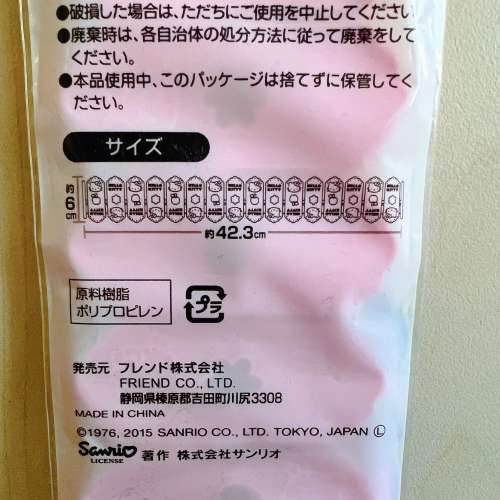 ●破損した場合は、ただちにご使用を中止してください。
●廃棄時は、各自治体の処分方法に従って廃棄をして
ください。
●本品使用中、このパッケージは捨てずに保管してく
ださい。
サイズ
約
6
cm
約42.3cm
原料樹脂
ポリプロピレン
プラ
発売元 フレンド株式会社
FRIEND CO., LTD.
静岡県榛原郡吉田町川尻3308
MADE IN CHINA
©1976, 2015 SANRIO CO., LTD. TOKYO, JAPAN Ⓛ
Sanrio
LICENSE
著作 株式会社サンリオ